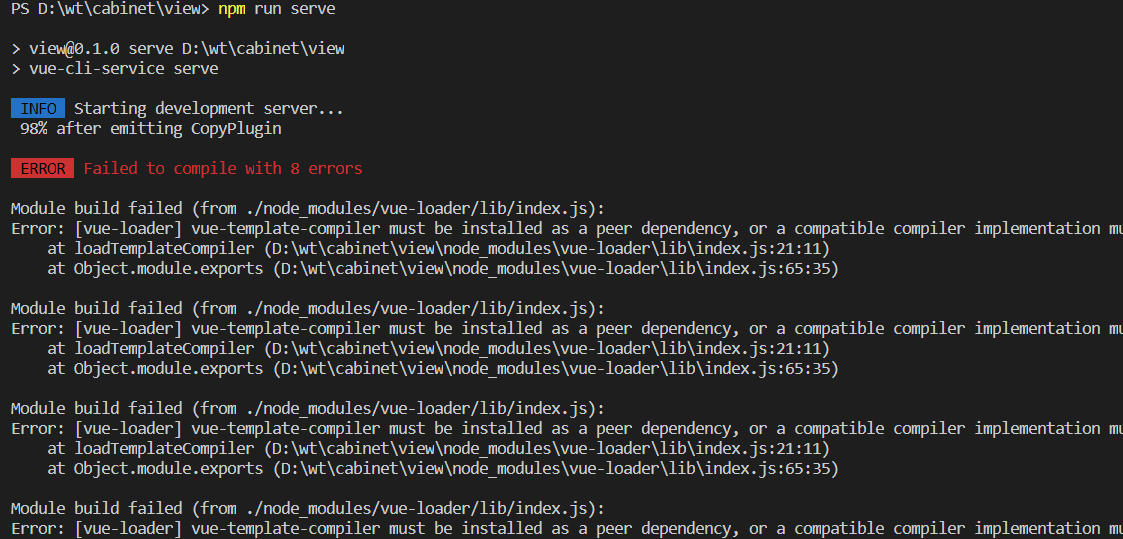 PS D:\wt\cabinet\view> npm run serve
> view@0.1.0 serve D:\wt\cabinet\view
> vue-cli-service serve
INFO Starting development server...
98% after emitting CopyPlugin
ERROR Failed to compile with 8 errors
Module build failed (from ./node_modules/vue-loader/lib/index.js):
Error: [vue-loader] vue-template-compiler must be installed as a peer dependency, or a compatible compiler implementation mu
at loadTemplateCompiler (D:\wt\cabinet\view\node_modules\vue-loader\lib\index.js:21:11)
at Object.module.exports (D:\wt\cabinet\view\node_modules\vue-loader\lib\index.js:65:35)
Module build failed (from ./node_modules/vue-loader/lib/index.js):
Error: [vue-loader] vue-template-compiler must be installed as a peer dependency, or a compatible compiler implementation mu
at loadTemplateCompiler (D:\wt\cabinet\view\node_modules\vue-loader\lib\index.js:21:11)
at Object.module.exports (D:\wt\cabinet\view\node_modules\vue-loader\lib\index.js:65:35)
Module build failed (from ./node_modules/vue-loader/lib/index.js):
Error: [vue-loader] vue-template-compiler must be installed as a peer dependency, or a compatible compiler implementation mu
at loadTemplateCompiler (D:\wt\cabinet\view\node_modules\vue-loader\lib\index.js:21:11)
at Object.module.exports (D:\wt\cabinet\view\node_modules\vue-loader\lib\index.js:65:35)
Module build failed (from ./node_modules/vue-loader/lib/index.js):
Error: [vue-loader] vue-template-compiler must be installed as a peer dependency, or a compatible compiler implementation mu